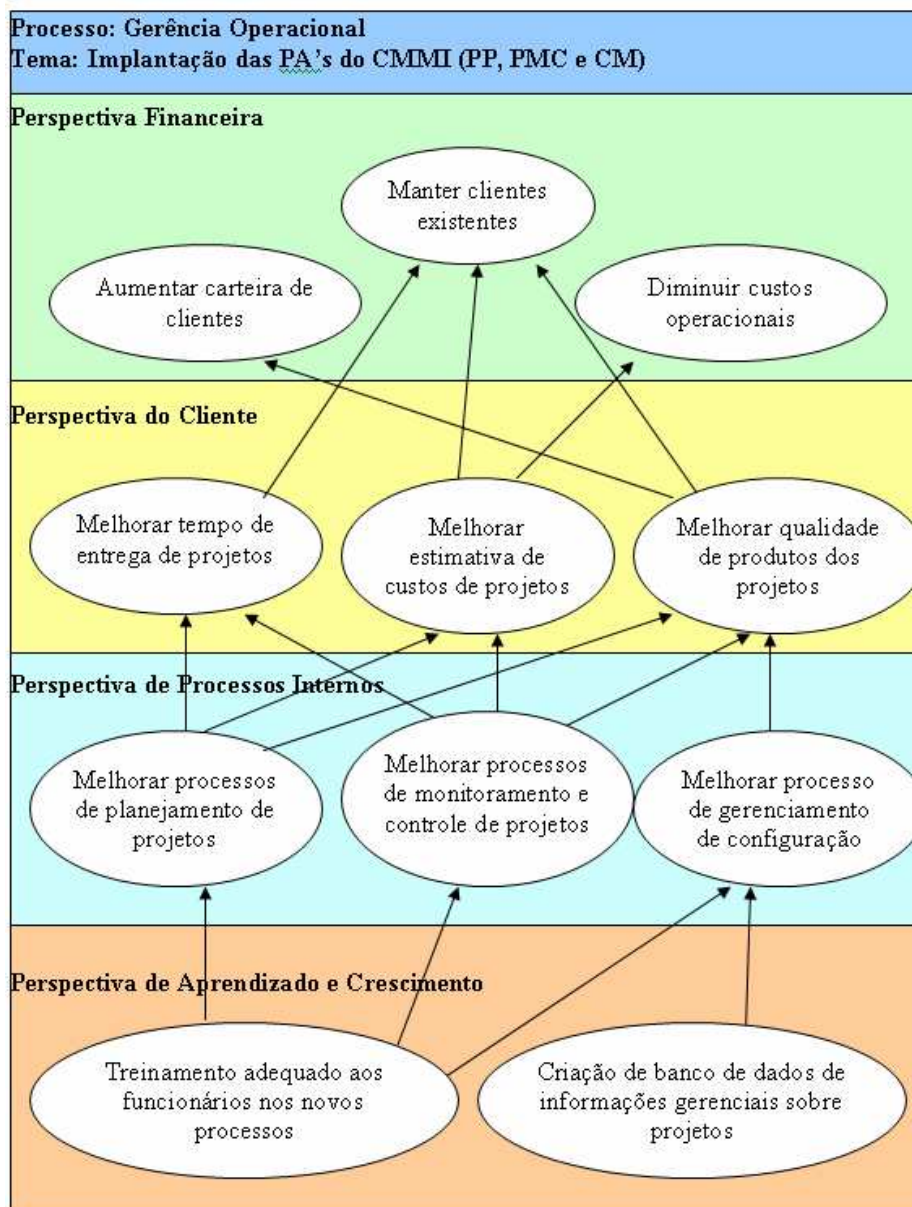 Processo: Gerência Operacional
Tema: Implantação das PA's do CMMI (PP, PMC e CM)
Perspectiva Financeira
Manter clientes
existentes
Aumentar carteira de
clientes
Diminuir custos
operacionais
Perspectiva do Cliente
Melhorar tempo de
entrega de projetos
Melhorar
estimativa de
custos de projetos
Melhorar qualidade
de produtos dos
projetos
Perspectiva de Processos Internos
Melhorar processos
de planejamento de
projetos
Melhorar processos
de monitoramento e
controle de projetos
Melhorar processo
de gerenciamento
de configuração
Perspectiva de Aprendizado e Crescimento
Treinamento adequado aos
funcionários nos novos
processos
Criação de banco de dados de
informações gerenciais sobre
projetos